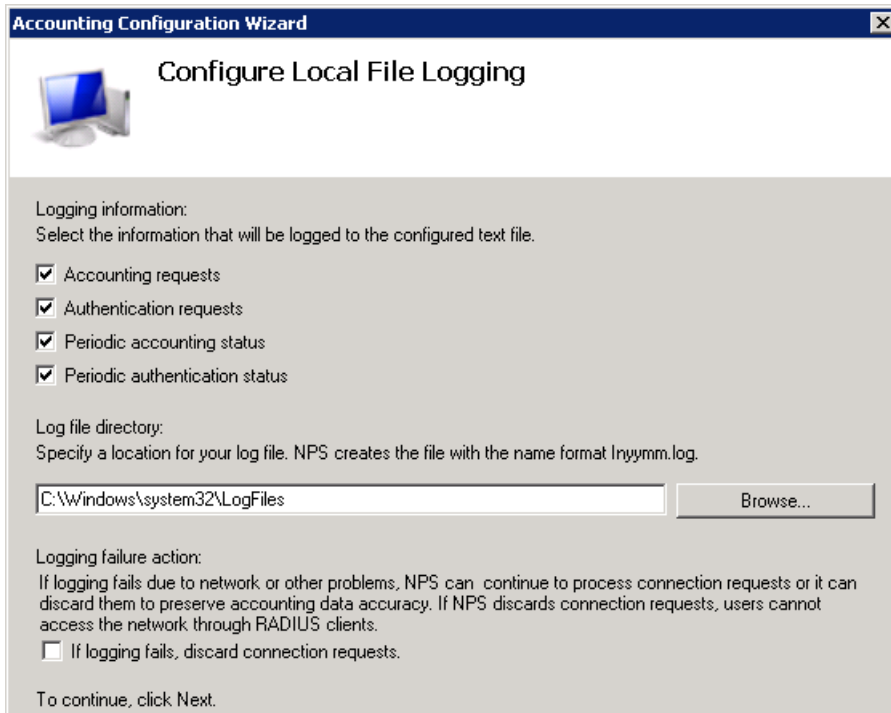 Accounting Configuration Wizard
Configure Local File Logging
Logging information:
Select the information that will be logged to the configured text file.
Accounting requests
Authentication requests
Periodic accounting status
Periodic authentication status
Log file directory:
Specify a location for your log file. NPS creates the file with the name format Inyymm.log.
C:\Windows\system32\LogFiles
Browse...
Logging failure action:
If logging fails due to network or other problems, NPS can continue to process connection requests or it can
discard them to preserve accounting data accuracy. If NPS discards connection requests, users cannot
access the network through RADIUS clients.
If logging fails, discard connection requests.
To continue, click Next.